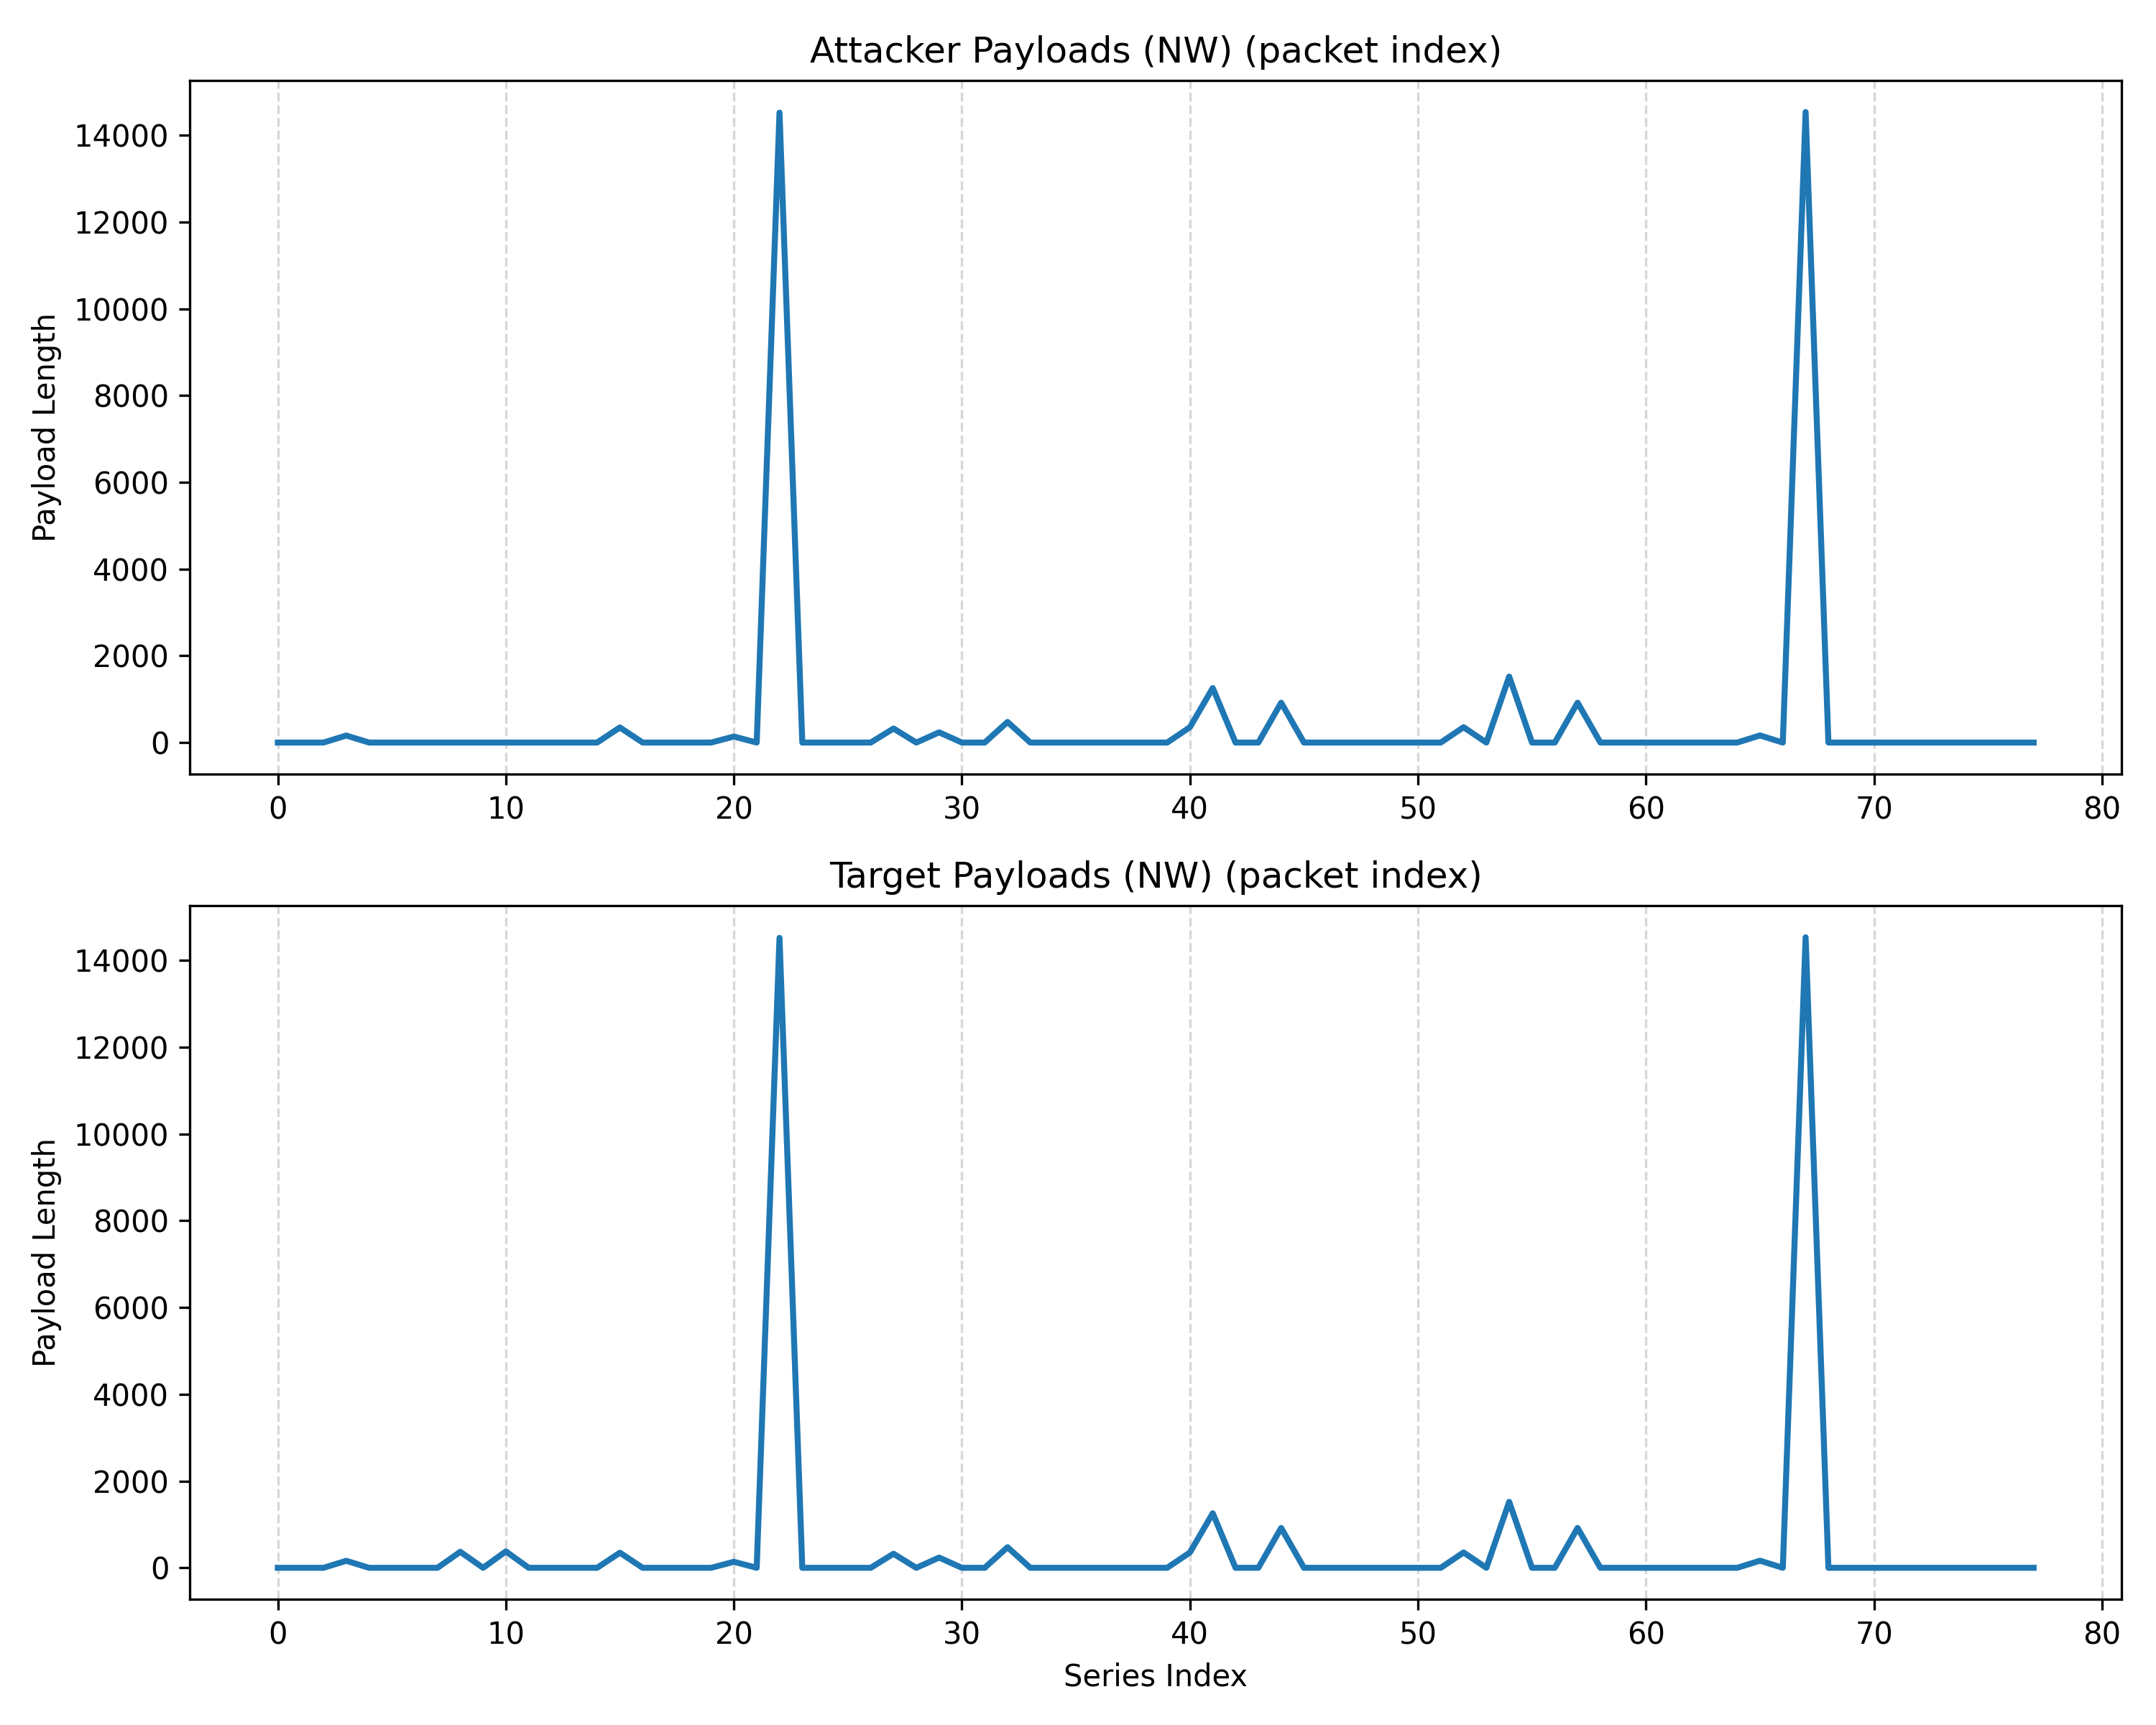 Attacker Payloads (NW) (packet index)
Payload Length
14000
12000
10000
8000
6000
4000
2000
0
0 10 20 30 40 50 60 70 80
Target Payloads (NW) (packet index)
Payload Length
14000
12000
10000
8000
6000
4000
2000
0
0 10 20 30 40 50 60 70 80
Series Index